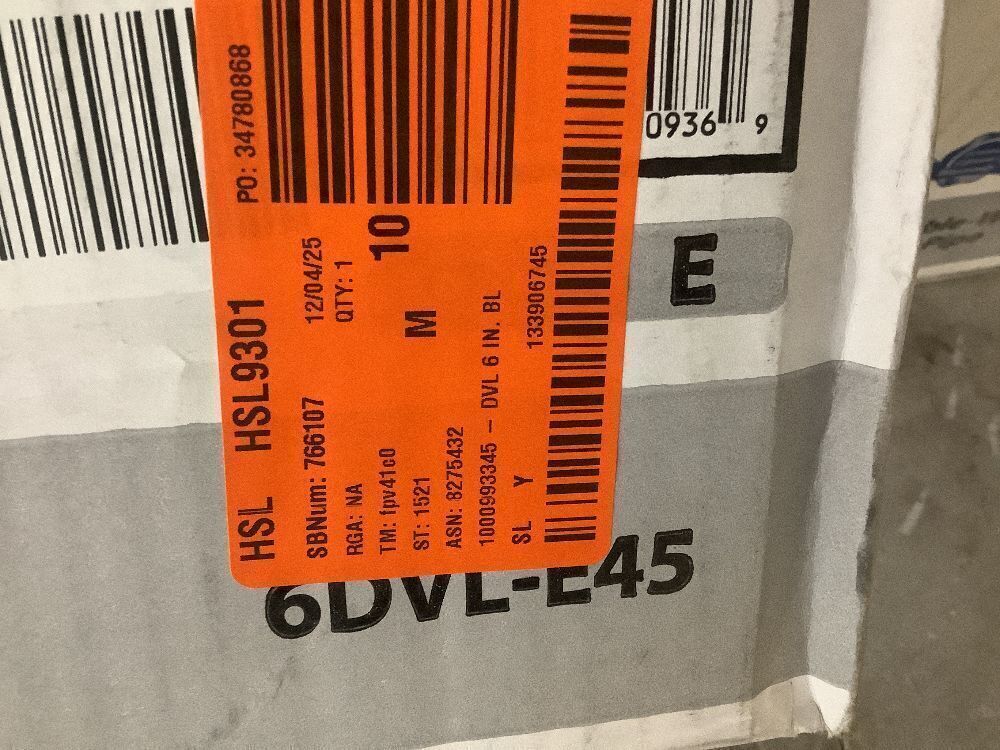 HSL HSL9301
PO: 34780868
SBNum: 766107 12/04/25
RGA: NA QTY: 1
TM: fpv41c0 10
ST: 1521 M
ASN: 8275432
1000993345 – DVL 6 IN. BL
SL Y 133906745
0936 9
E
6DVL-E45